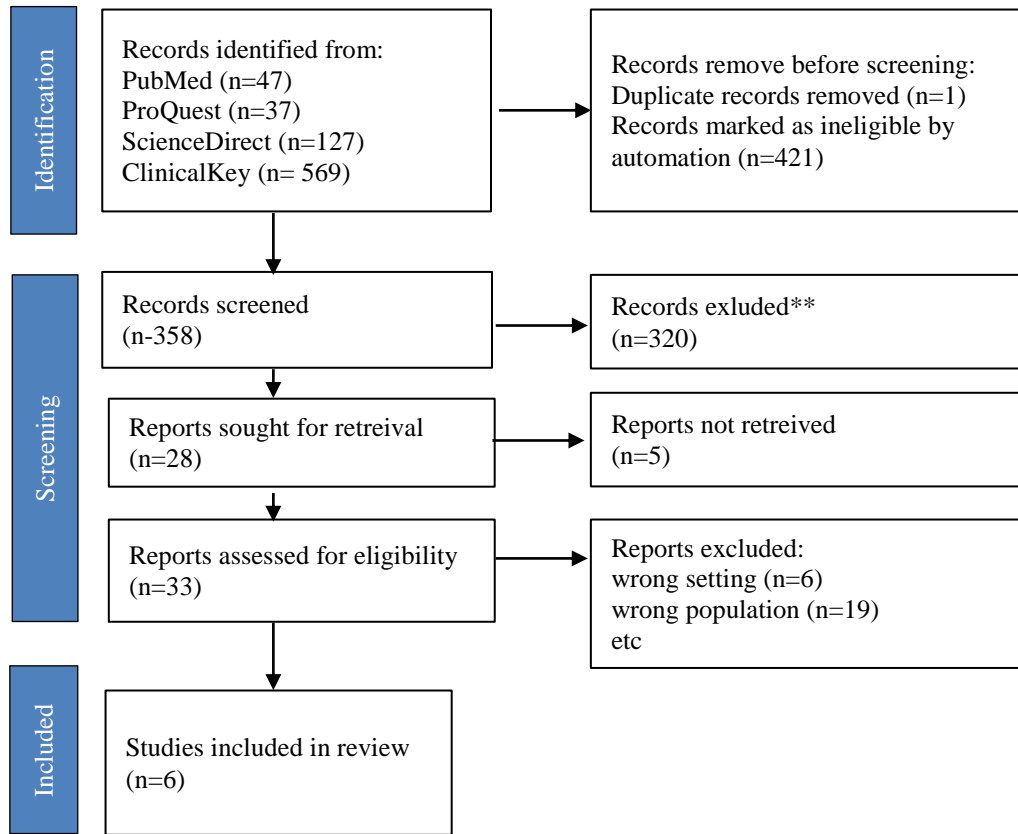 Identification
Records identified from:
PubMed (n=47)
ProQuest (n=37)
ScienceDirect (n=127)
ClinicalKey (n= 569)
Records remove before screening:
Duplicate records removed (n=1)
Records marked as ineligible by
automation (n=421)
Screening
Records screened
(n-358)
Records exluded**
(n=320)
Reports sought for retreival
(n=28)
Reports not retreived
(n=5)
Reports assessed for eligibility
(n=33)
Reports excluded:
wrong setting (n=6)
wrong population (n=19)
etc
Included
Studies included in review
(n=6)